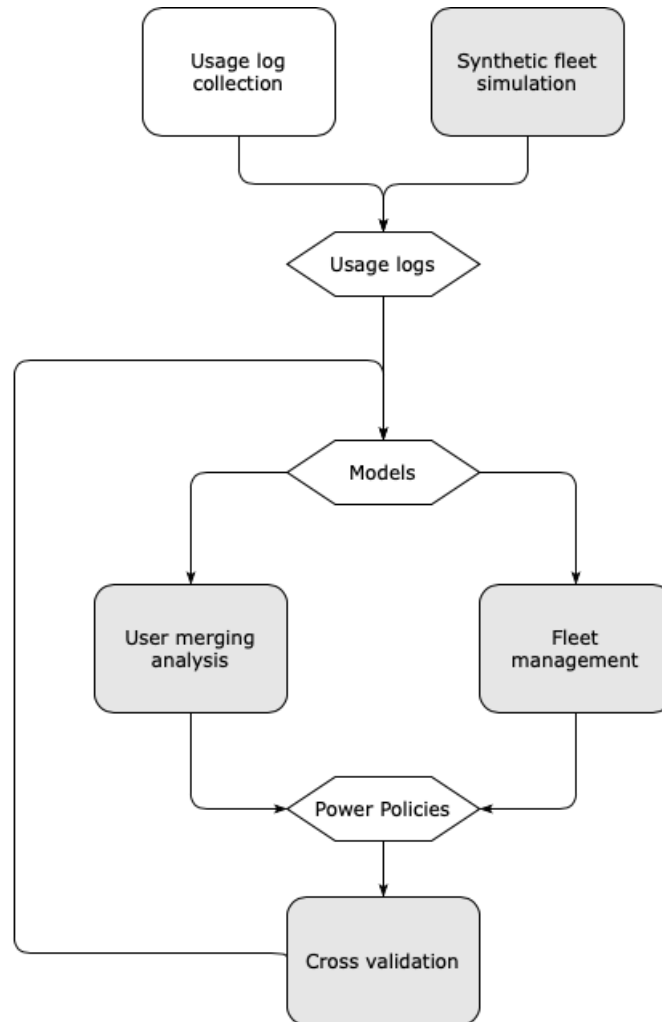 Usage log
collection
Synthetic fleet
simulation
Usage logs
Models
User merging
analysis
Fleet
management
Power Policies
Cross validation